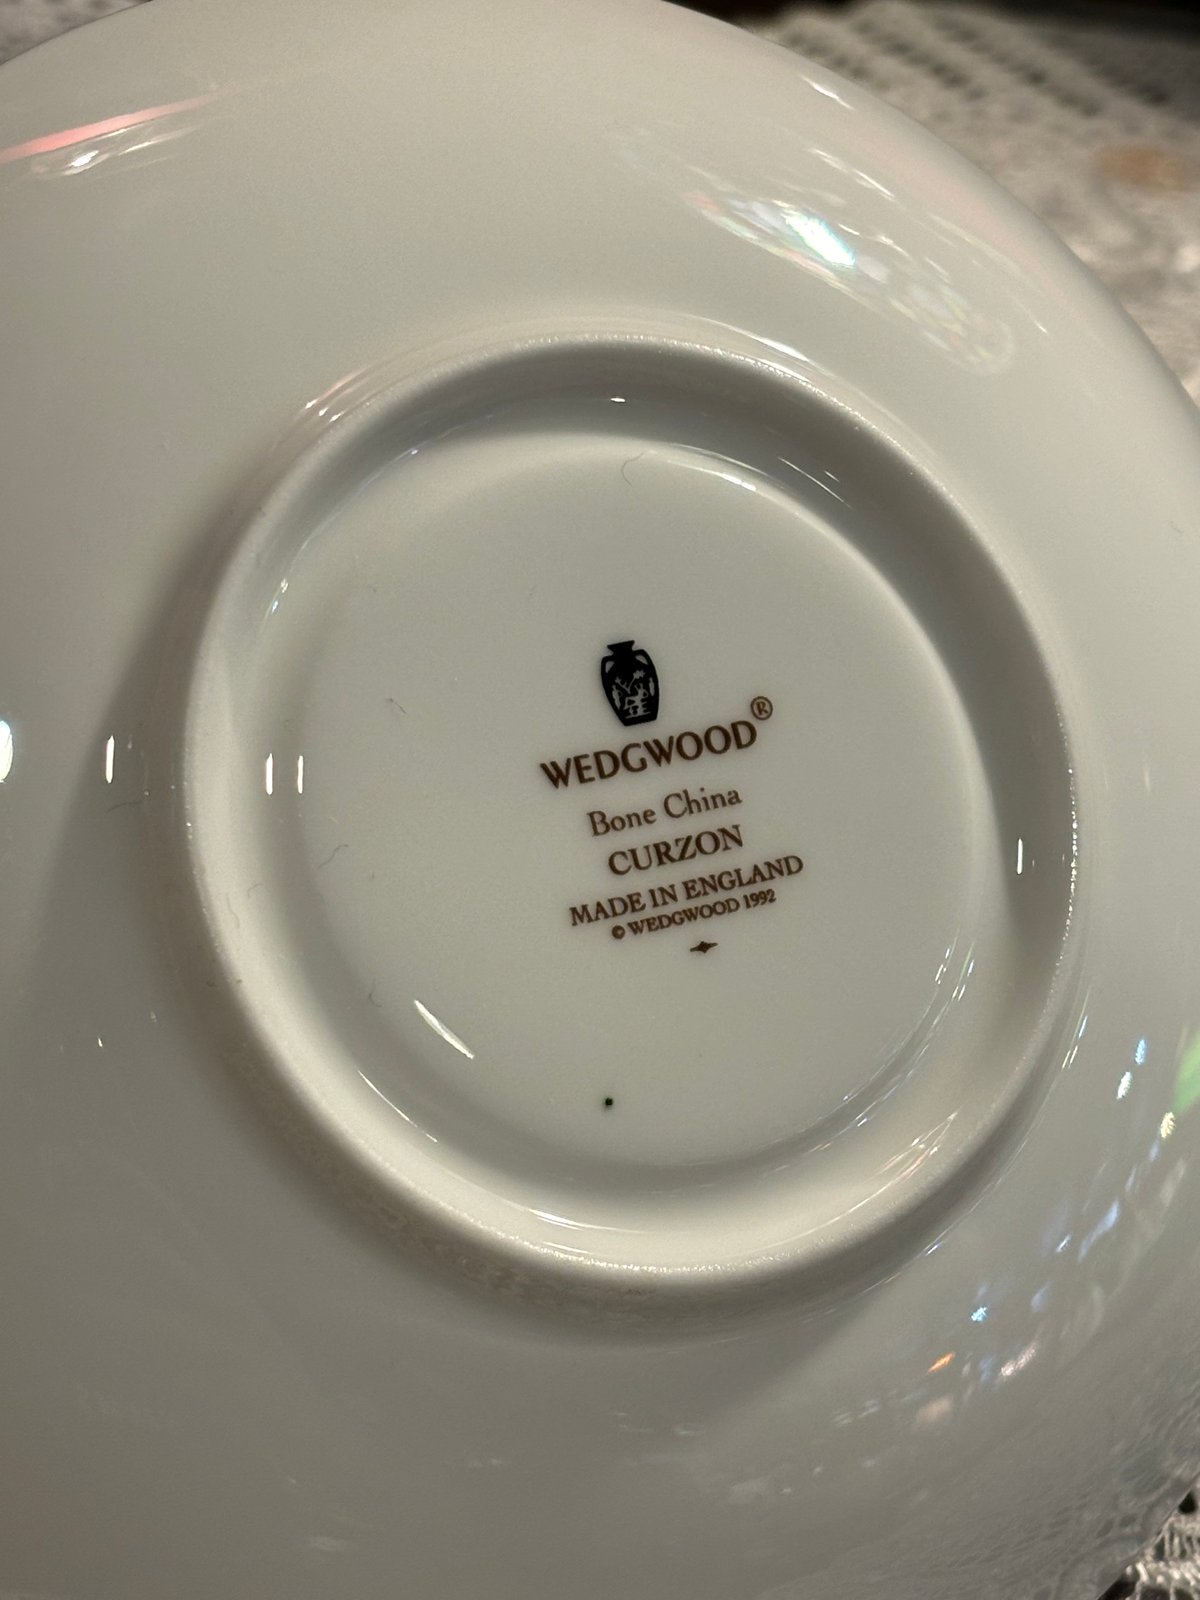 WEDGWOOD®
Bone China
CURZON
MADE IN ENGLAND
© WEDGWOOD 1992